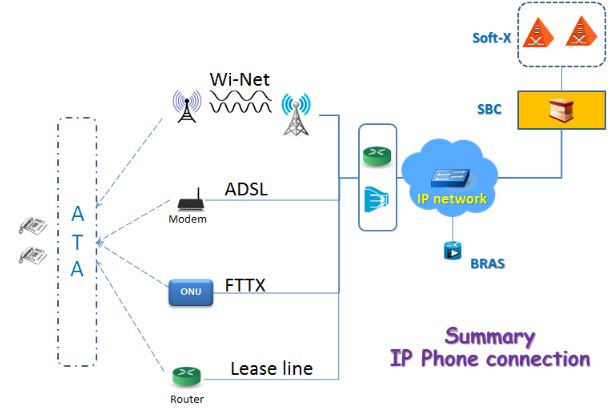 Soft-X
SBC
Wi-Net
ADSL
Modem
IP network
A
T
A
ONU
FTTX
BRAS
Lease line
Router
Summary
IP Phone connection